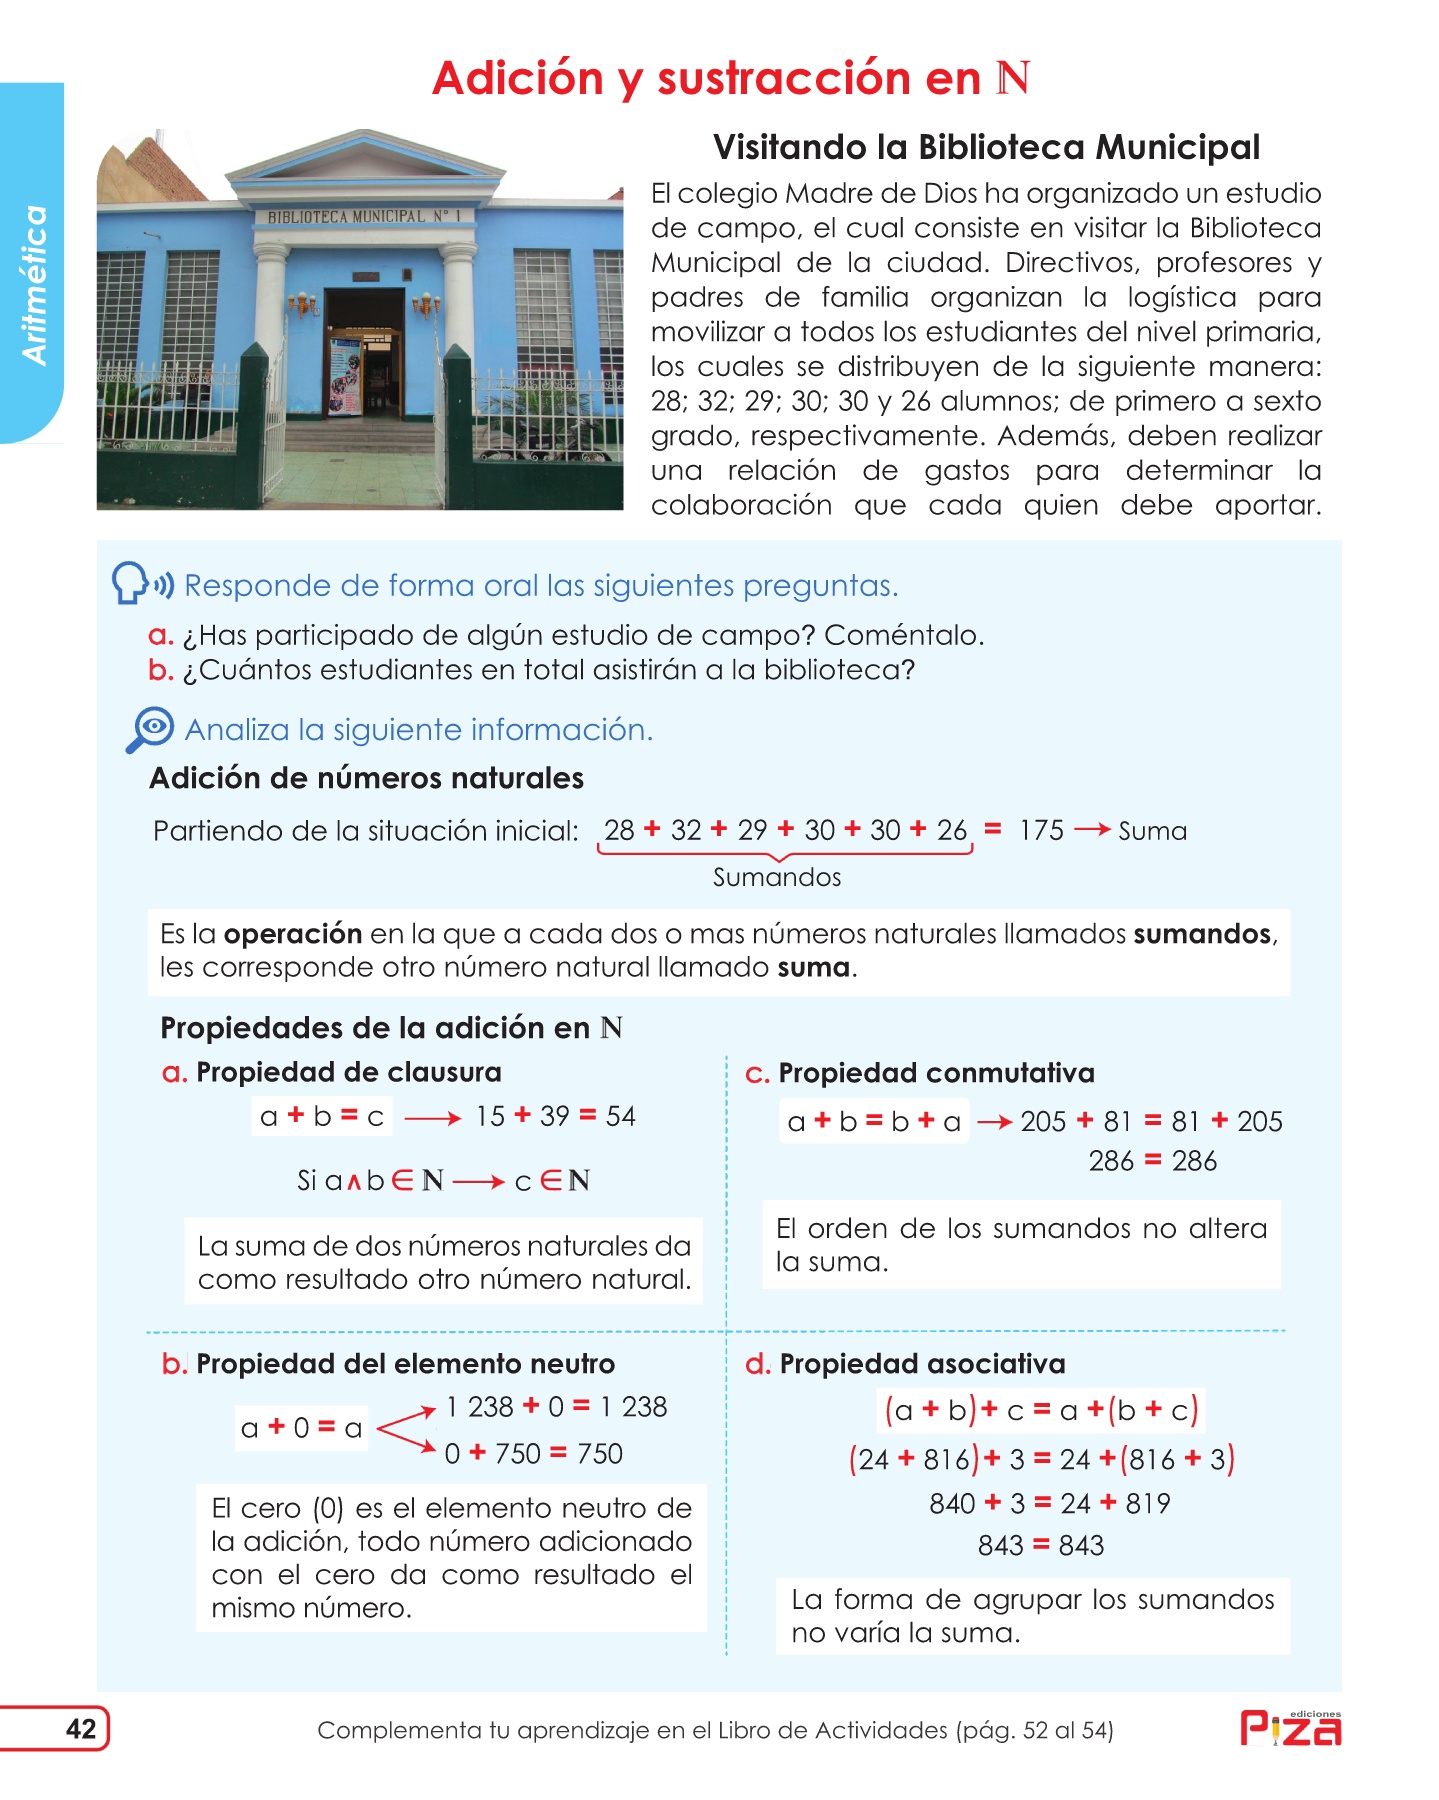 Adición y sustracción en ℕ
Aritmética
BIBLIOTECA MUNICIPAL N° 1
Visitando la Biblioteca Municipal
El colegio Madre de Dios ha organizado un estudio
de campo, el cual consiste en visitar la Biblioteca
Municipal de la ciudad. Directivos, profesores y
padres de familia organizan la logística para
movilizar a todos los estudiantes del nivel primaria,
los cuales se distribuyen de la siguiente manera:
28; 32; 29; 30; 30 y 26 alumnos; de primero a sexto
grado, respectivamente. Además, deben realizar
una relación de gastos para determinar la
colaboración que cada quien debe aportar.
Responde de forma oral las siguientes preguntas.
a. ¿Has participado de algún estudio de campo? Coméntalo.
b. ¿Cuántos estudiantes en total asistirán a la biblioteca?
Analiza la siguiente información.
Adición de números naturales
Partiendo de la situación inicial: 28 + 32 + 29 + 30 + 30 + 26 = 175 → Suma
Sumandos
Es la operación en la que a cada dos o mas números naturales llamados sumandos,
les corresponde otro número natural llamado suma.
Propiedades de la adición en ℕ
a. Propiedad de clausura
a + b = c → 15 + 39 = 54
Si a ∧ b ∈ ℕ → c ∈ ℕ
La suma de dos números naturales da
como resultado otro número natural.
b. Propiedad del elemento neutro
1 238 + 0 = 1 238
a + 0 = a
0 + 750 = 750
El cero (0) es el elemento neutro de
la adición, todo número adicionado
con el cero da como resultado el
mismo número.
c. Propiedad conmutativa
a + b = b + a → 205 + 81 = 81 + 205
286 = 286
El orden de los sumandos no altera
la suma.
d. Propiedad asociativa
(a + b) + c = a + (b + c)
(24 + 816) + 3 = 24 + (816 + 3)
840 + 3 = 24 + 819
843 = 843
La forma de agrupar los sumandos
no varía la suma.
42
Complementa tu aprendizaje en el Libro de Actividades (pág. 52 al 54)
ediciones
Piza